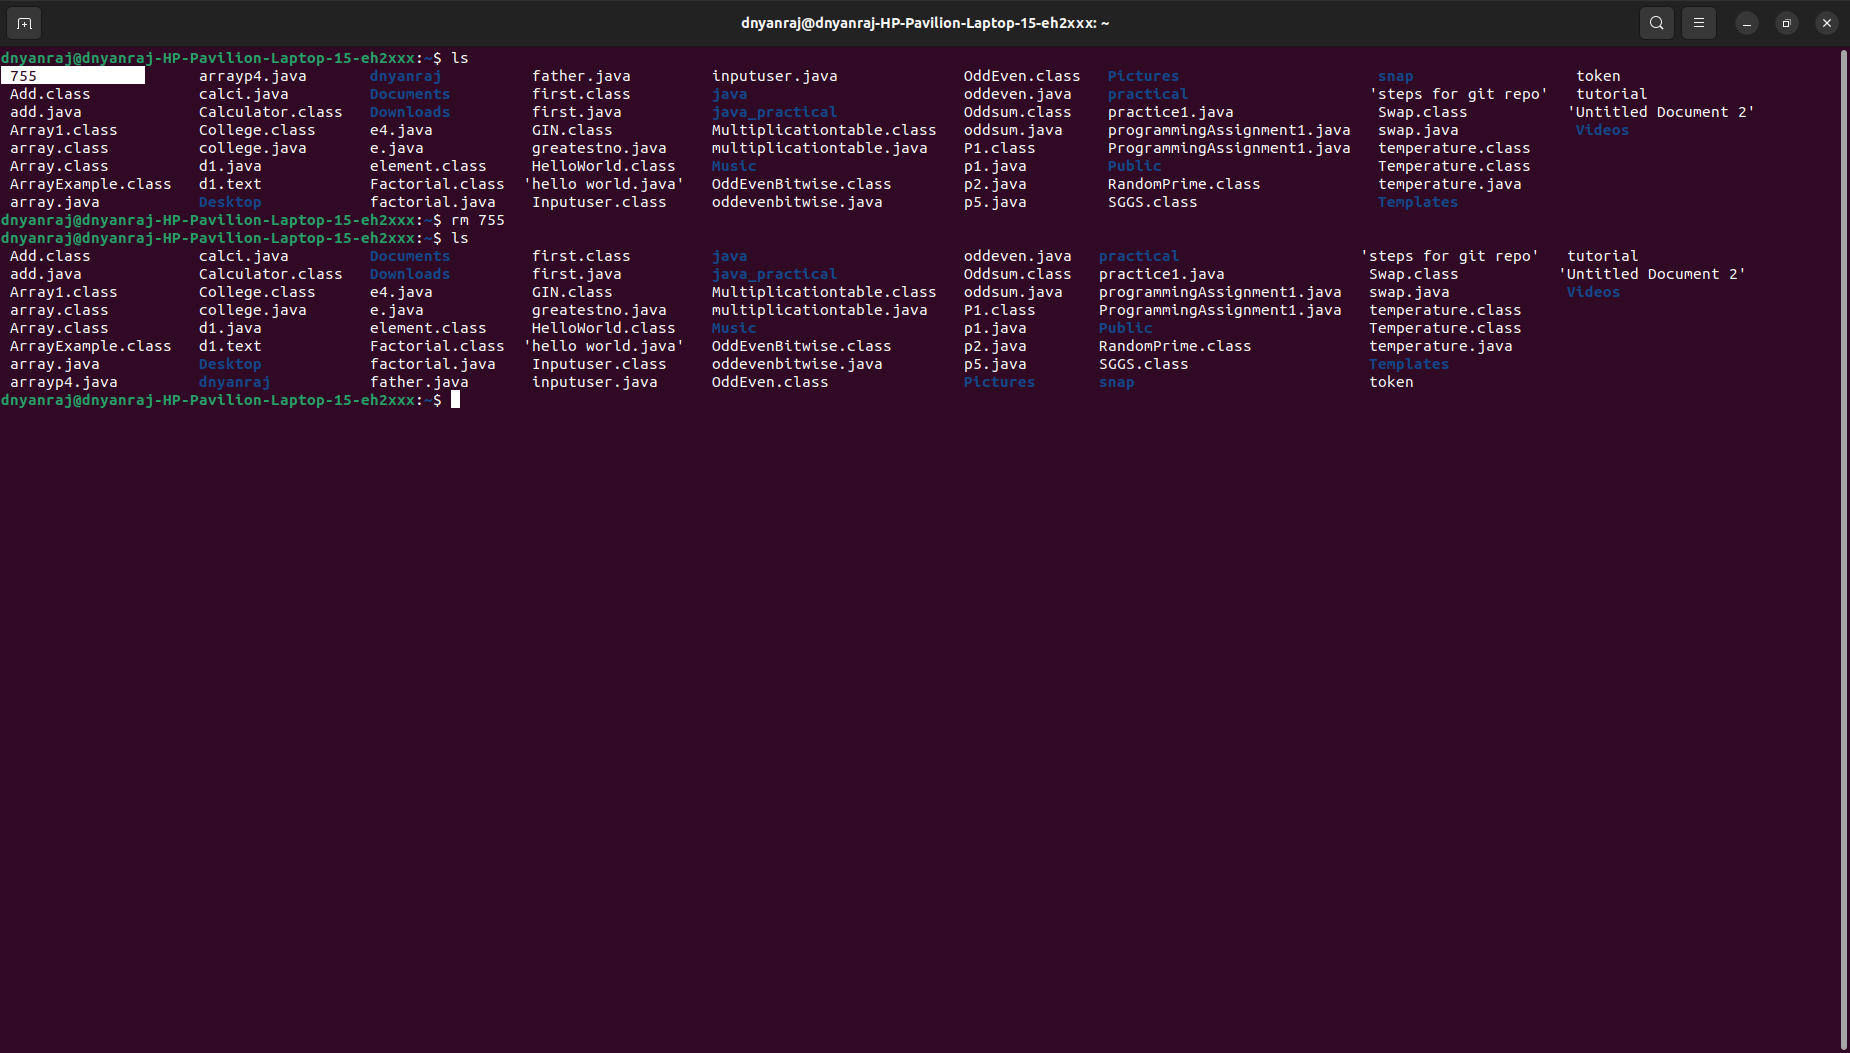 dnyanraj@dnyanraj-HP-Pavilion-Laptop-15-eh2xxx: ~
dnyanraj@dnyanraj-HP-Pavilion-Laptop-15-eh2xxx:~$ ls
755 arrayp4.java dnyanraj father.java inputuser.java OddEven.class Pictures snap token
Add.class calci.java Documents first.class java oddeven.java practical 'steps for git repo' tutorial
add.java Calculator.class Downloads first.java java_practical Oddsum.class practice1.java Swap.class 'Untitled Document 2'
Array1.class College.class e4.java GIN.class Multiplicationtable.class oddsum.java programmingAssignment1.java swap.java Videos
array.class college.java e.java greatestno.java multiplicationtable.java P1.class ProgrammingAssignment1.java temperature.class
Array.class d1.java element.class HelloWorld.class Music p1.java Public Temperature.class
ArrayExample.class d1.text Factorial.class 'hello world.java' OddEvenBitwise.class p2.java RandomPrime.class temperature.java
array.java Desktop factorial.java Inputuser.class oddevenbitwise.java p5.java SGGS.class Templates
dnyanraj@dnyanraj-HP-Pavilion-Laptop-15-eh2xxx:~$ rm 755
dnyanraj@dnyanraj-HP-Pavilion-Laptop-15-eh2xxx:~$ ls
Add.class calci.java Documents first.class java oddeven.java practical 'steps for git repo' tutorial
add.java Calculator.class Downloads first.java java_practical Oddsum.class practice1.java Swap.class 'Untitled Document 2'
Array1.class College.class e4.java GIN.class Multiplicationtable.class oddsum.java programmingAssignment1.java swap.java Videos
array.class college.java e.java greatestno.java multiplicationtable.java P1.class ProgrammingAssignment1.java temperature.class
Array.class d1.java element.class HelloWorld.class Music p1.java Public Temperature.class
ArrayExample.class d1.text Factorial.class 'hello world.java' OddEvenBitwise.class p2.java RandomPrime.class temperature.java
array.java Desktop factorial.java Inputuser.class oddevenbitwise.java p5.java SGGS.class Templates
arrayp4.java dnyanraj father.java inputuser.java OddEven.class Pictures snap token
dnyanraj@dnyanraj-HP-Pavilion-Laptop-15-eh2xxx:~$